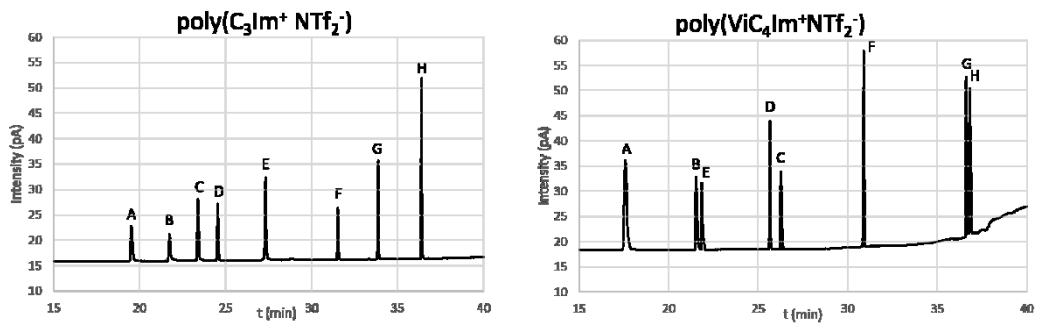 poly(C₃Im⁺ NTf₂⁻)
60
55
50
45
40
35
30
25
20
15
10
Intensity (pA)
A
B
C
D
E
F
G
H
15
20
25
30
35
40
t (min)
poly(ViC₄Im⁺NTf₂⁻)
60
55
50
45
40
35
30
25
20
15
10
Intensity (pA)
A
B
E
D
C
F
G
H
15
20
25
30
35
40
t (min)